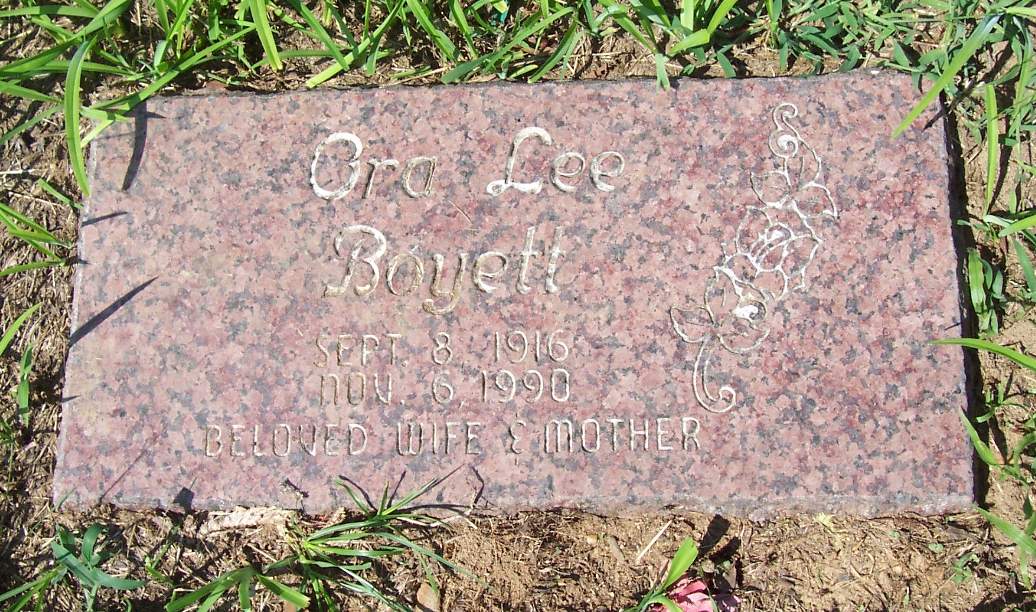 Ora Lee
Boyett
SEPT. 8, 1916
NOV. 6, 1990
BELOVED WIFE & MOTHER